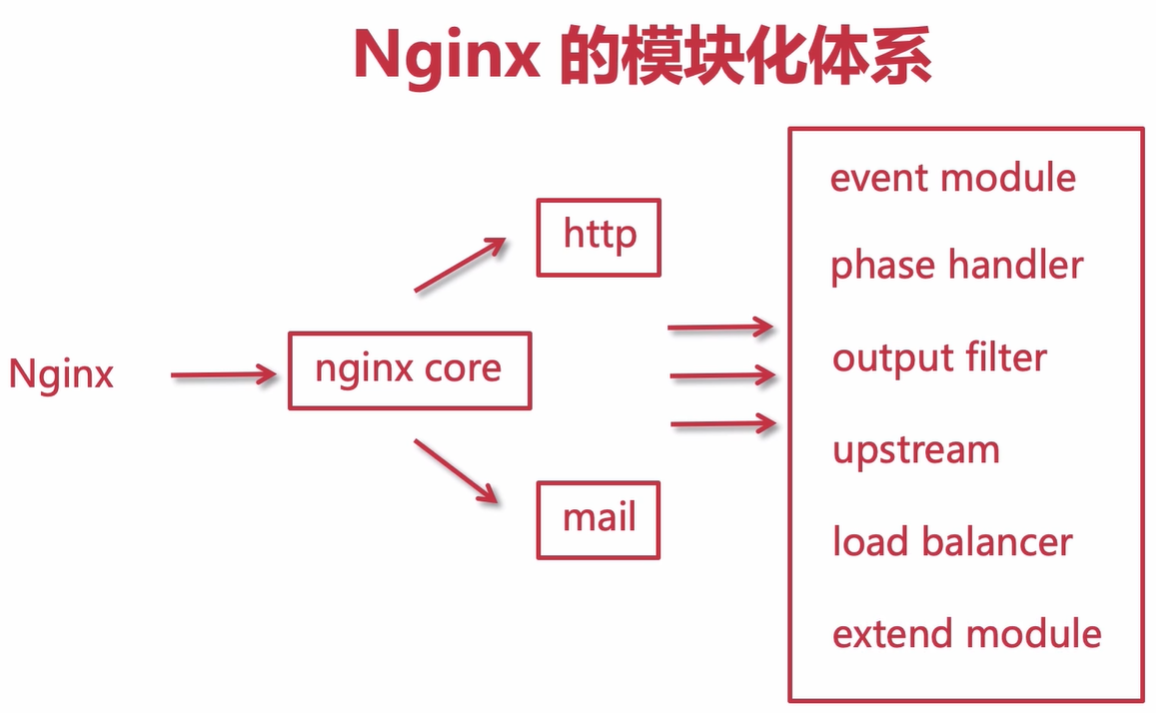 Nginx 的模块化体系
Nginx
nginx core
http
mail
event module
phase handler
output filter
upstream
load balancer
extend module